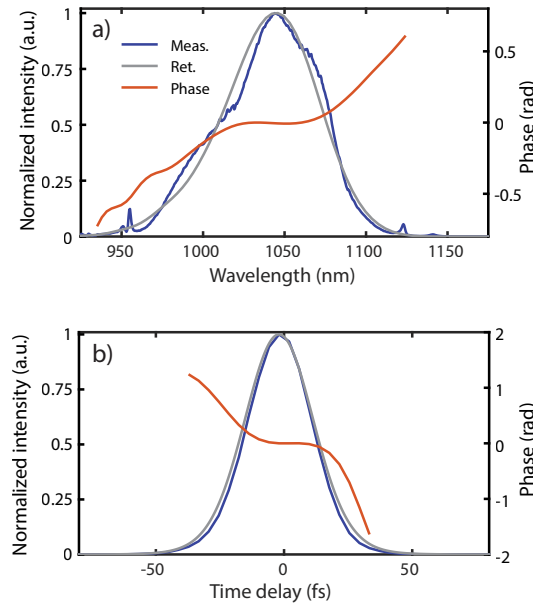 a)
Meas.
Ret.
Phase
Normalized intensity (a.u.)
1
0.75
0.5
0.25
0
0.5
0
-0.5
Phase (rad)
950
1000
1050
1100
1150
Wavelength (nm)
b)
Normalized intensity (a.u.)
1
0.75
0.5
0.25
0
2
1
0
-1
-2
Phase (rad)
-50
0
50
Time delay (fs)